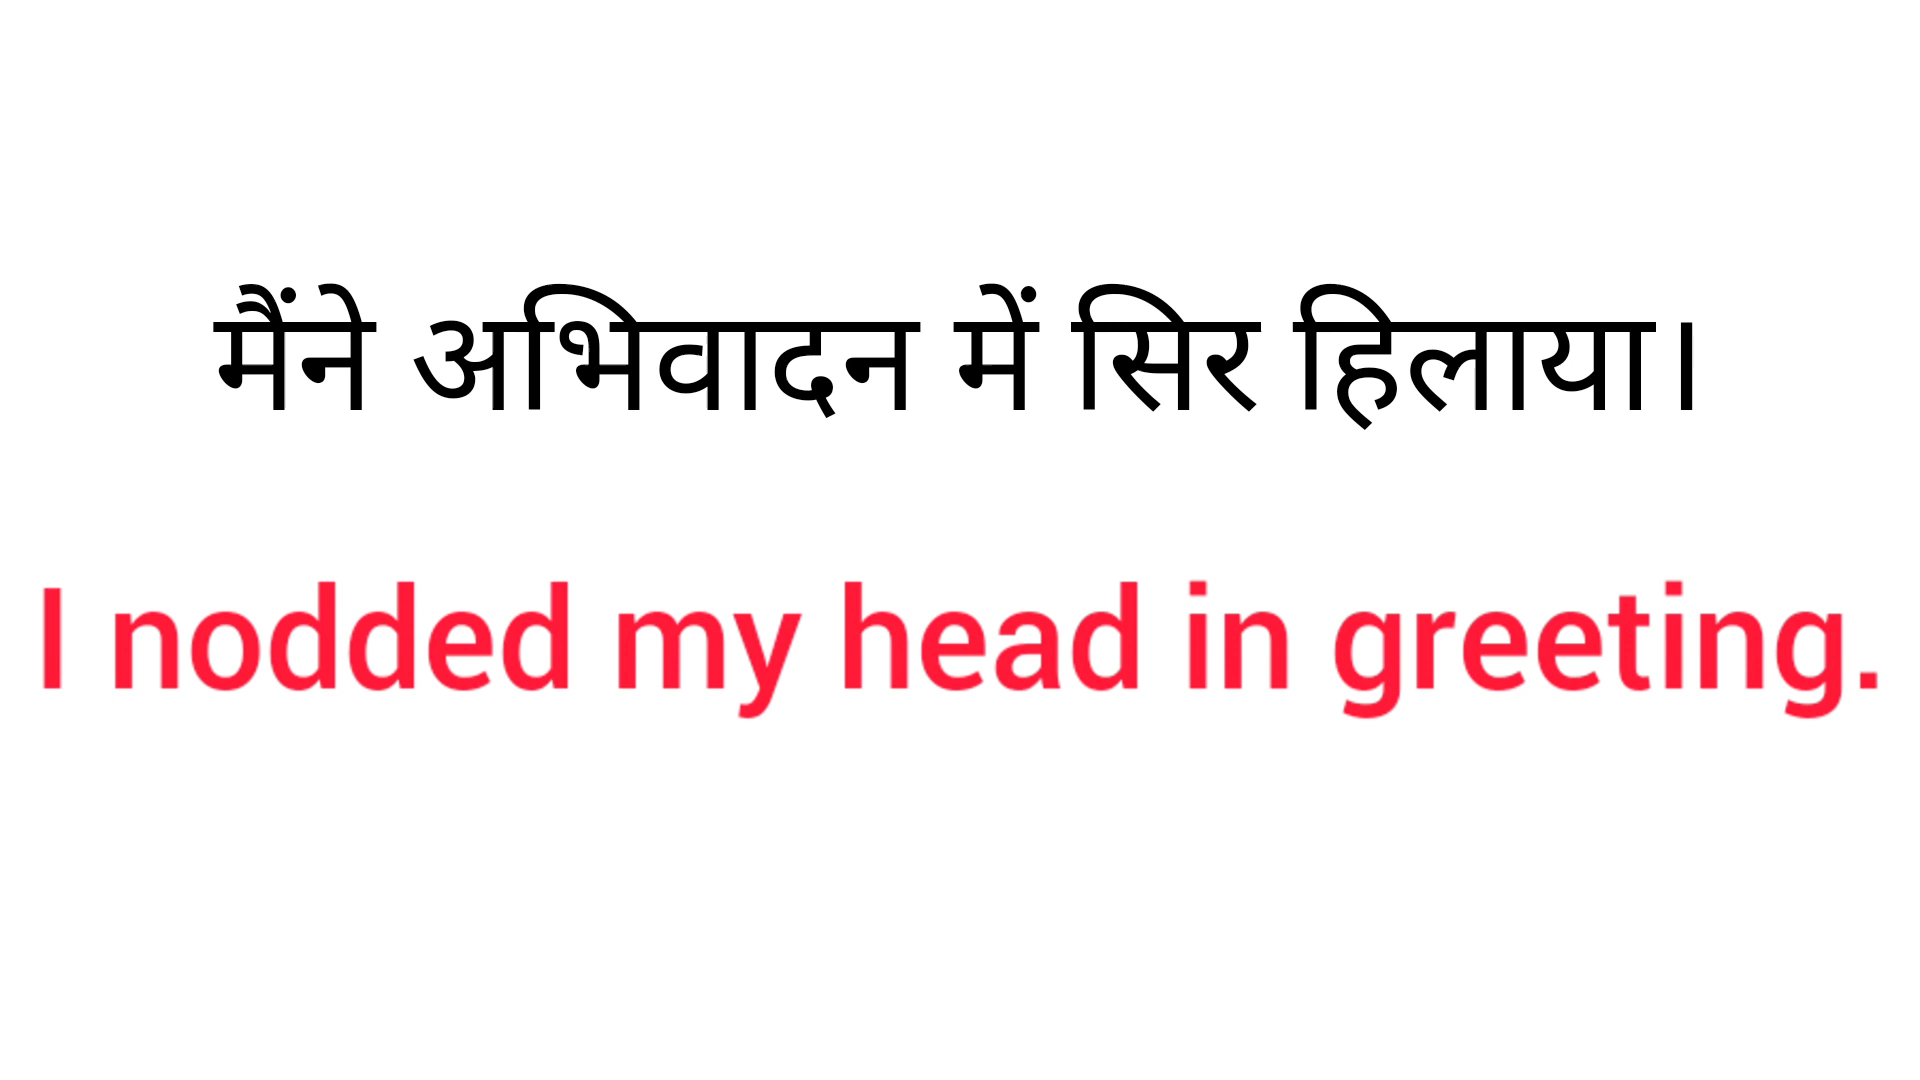 मैंने अभिवादन में सिर हिलाया।
I nodded my head in greeting.